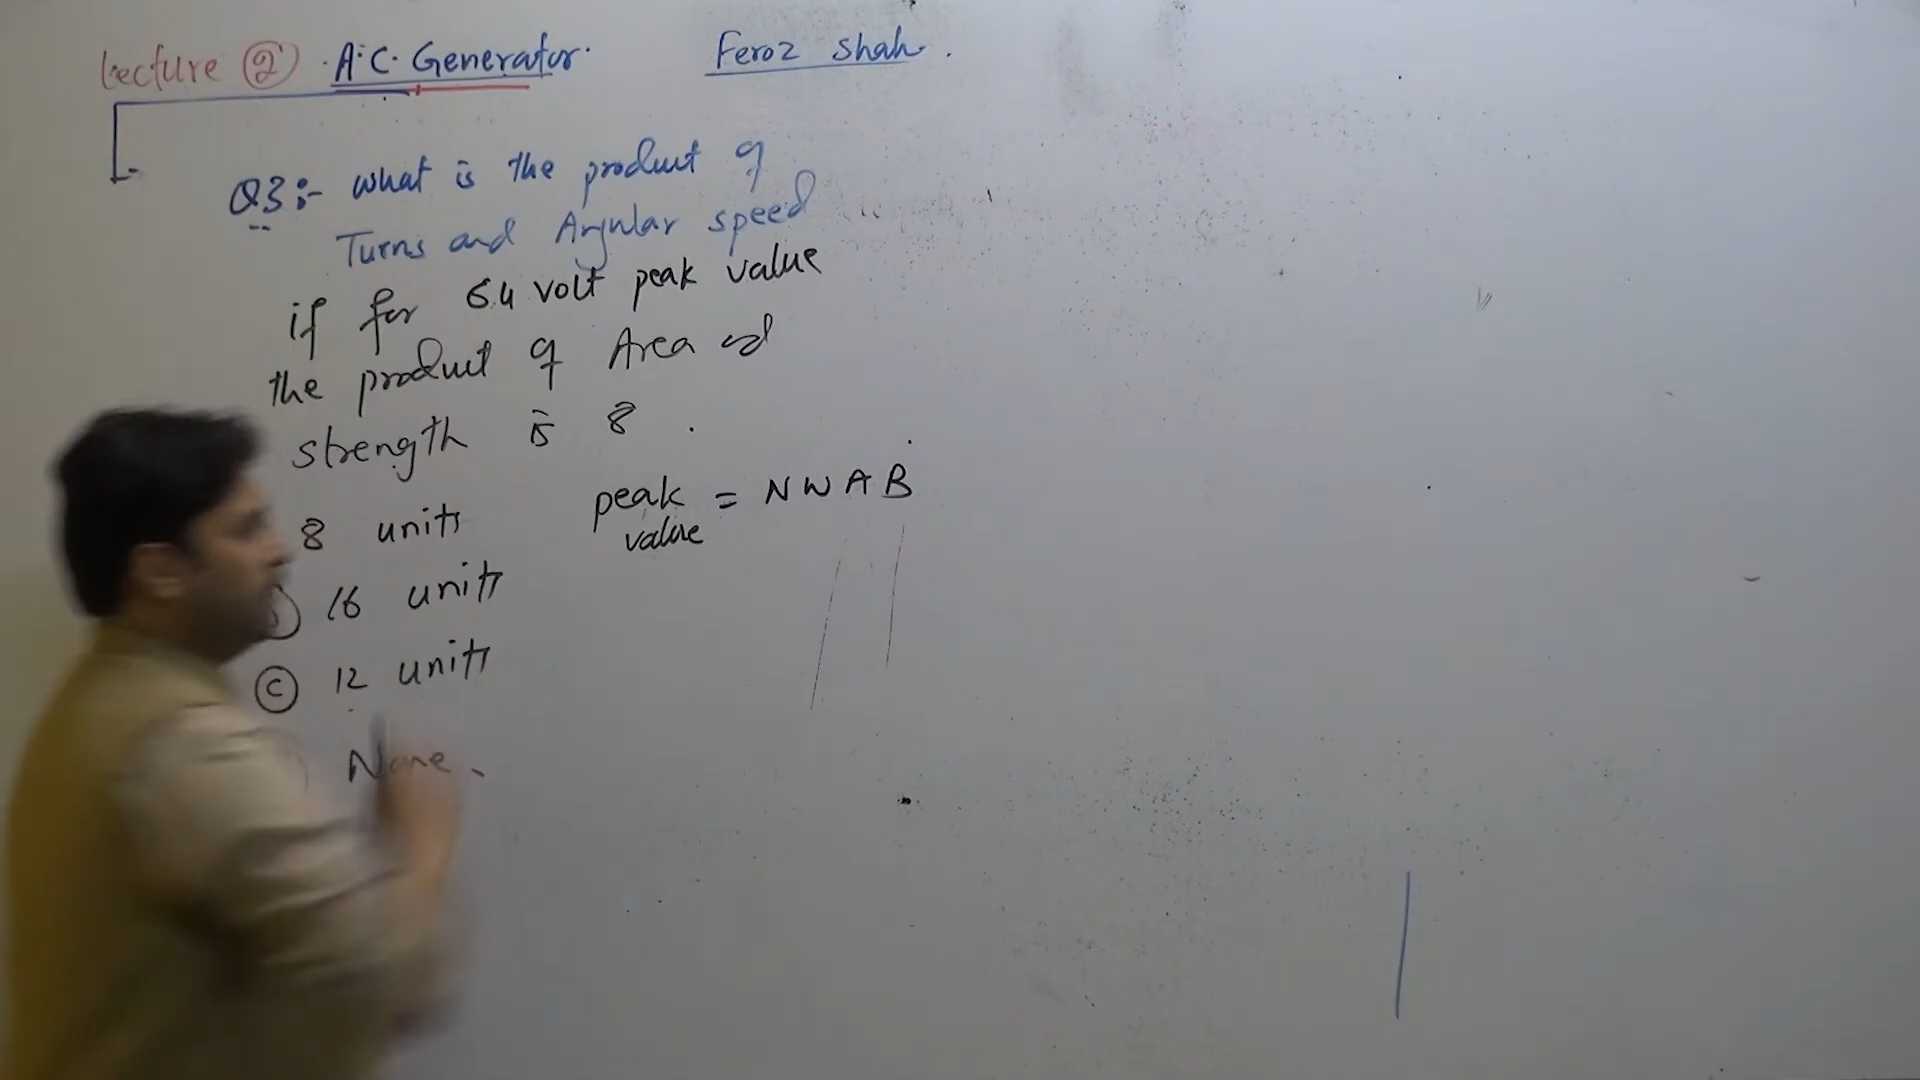 Lecture 2 A.C. Generator. Feroz Shah.
Q3:- What is the product of
Turns and Angular speed
if for 64 volt peak value
the product of Area and
strength is 8.
8 units
peak value = NWAB
16 units
C 12 units
None.